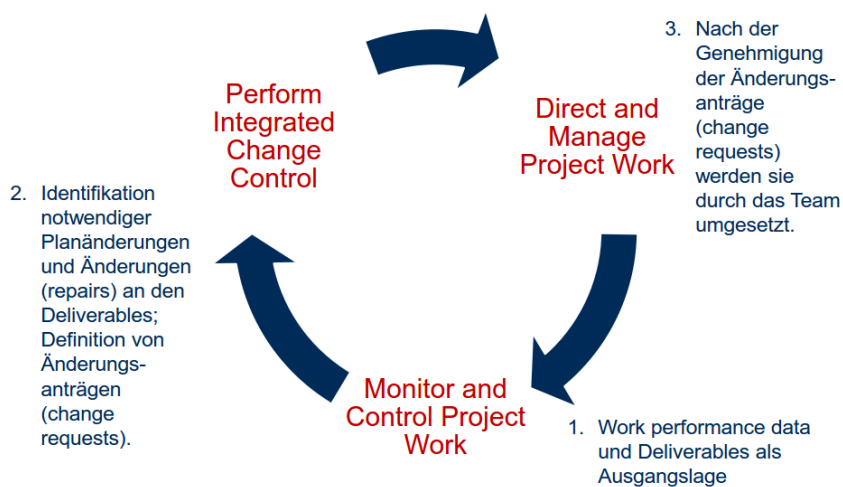 Perform
Integrated
Change
Control
Direct and
Manage
Project Work
Monitor and
Control Project
Work
1. Work performance data
und Deliverables als
Ausgangslage
2. Identifikation
notwendiger
Planänderungen
und Änderungen
(repairs) an den
Deliverables;
Definition von
Änderungs-
anträgen
(change
requests).
3. Nach der
Genehmigung
der Änderungs-
anträge
(change
requests)
werden sie
durch das Team
umgesetzt.